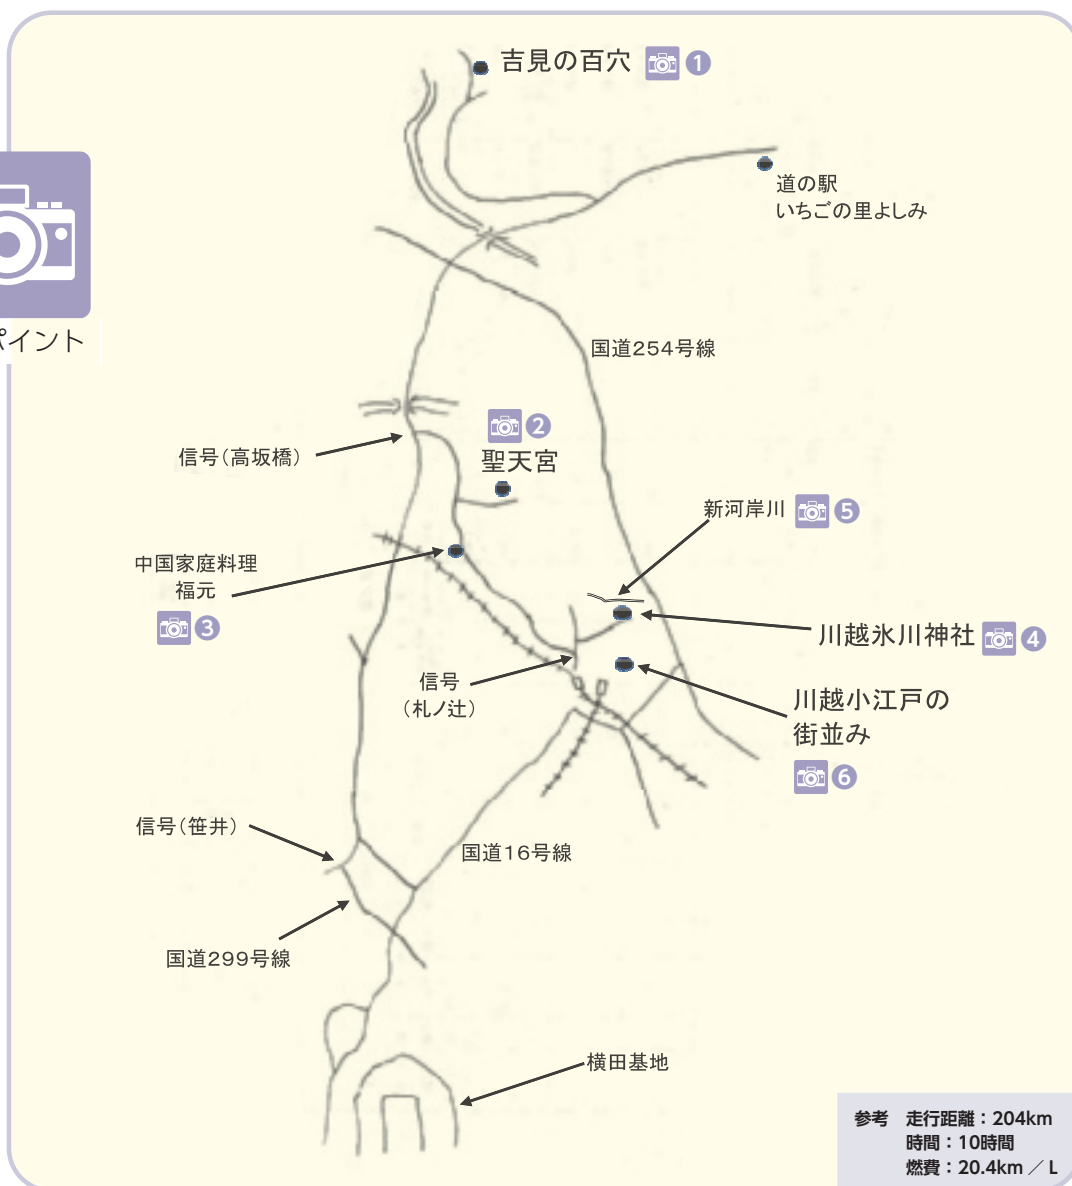 吉見の百穴 1
道の駅
いちごの里よしみ
ポイント
国道254号線
2
聖天宮
信号(高坂橋)
新河岸川 5
中国家庭料理
福元
3
川越氷川神社 4
信号
(札ノ辻)
川越小江戸の
街並み
6
信号(笹井)
国道16号線
国道299号線
横田基地
参考 走行距離:204km
時間:10時間
燃費:20.4km/L